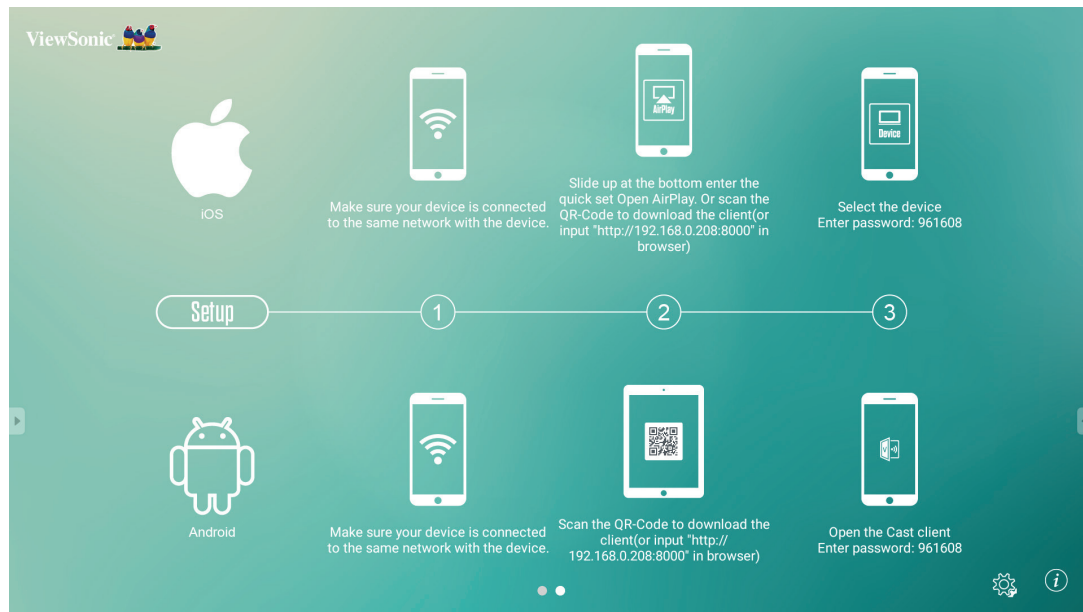 ViewSonic
AirPlay
Device
iOS
Make sure your device is connected
to the same network with the device.
Slide up at the bottom enter the
quick set Open AirPlay. Or scan the
QR-Code to download the client(or
input "http://192.168.0.208:8000" in
browser)
Select the device
Enter password: 961608
Setup
1
2
3
Android
Make sure your device is connected
to the same network with the device.
Scan the QR-Code to download the
client(or input "http://
192.168.0.208:8000" in browser)
Open the Cast client
Enter password: 961608
i